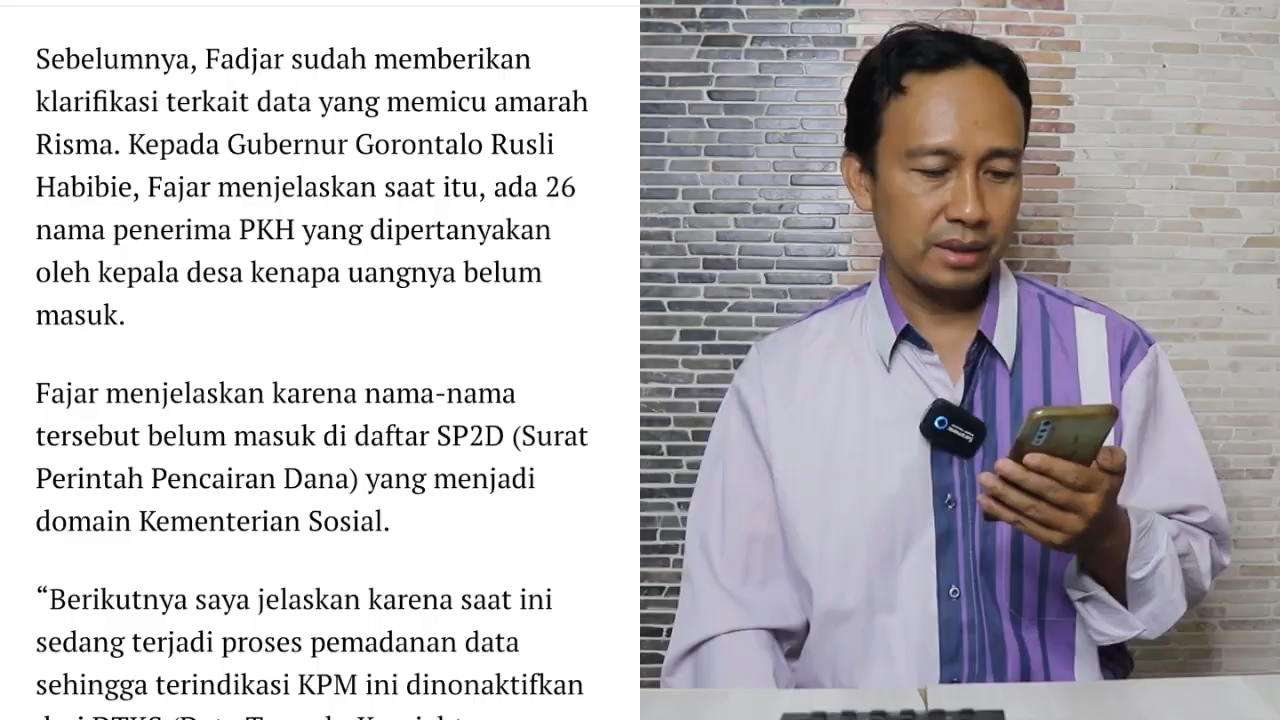 Sebelumnya, Fadjar sudah memberikan
klarifikasi terkait data yang memicu amarah
Risma. Kepada Gubernur Gorontalo Rusli
Habibie, Fajar menjelaskan saat itu, ada 26
nama penerima PKH yang dipertanyakan
oleh kepala desa kenapa uangnya belum
masuk.
Fajar menjelaskan karena nama-nama
tersebut belum masuk di daftar SP2D (Surat
Perintah Pencairan Dana) yang menjadi
domain Kementerian Sosial.
“Berikutnya saya jelaskan karena saat ini
sedang terjadi proses pemadanan data
sehingga terindikasi KPM ini dinonaktifkan